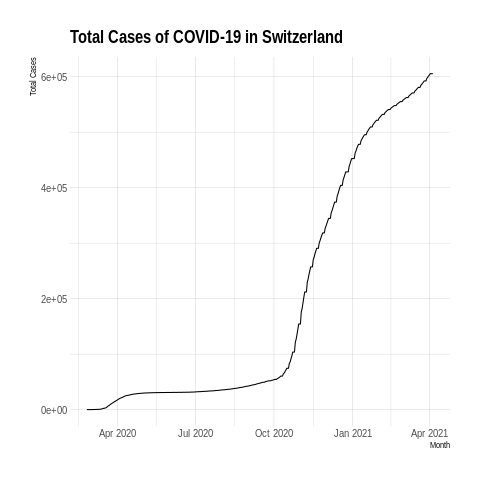 Total Cases of COVID-19 in Switzerland
Total Cases
6e+05
4e+05
2e+05
0e+00
Apr 2020 Jul 2020 Oct 2020 Jan 2021 Apr 2021
Month